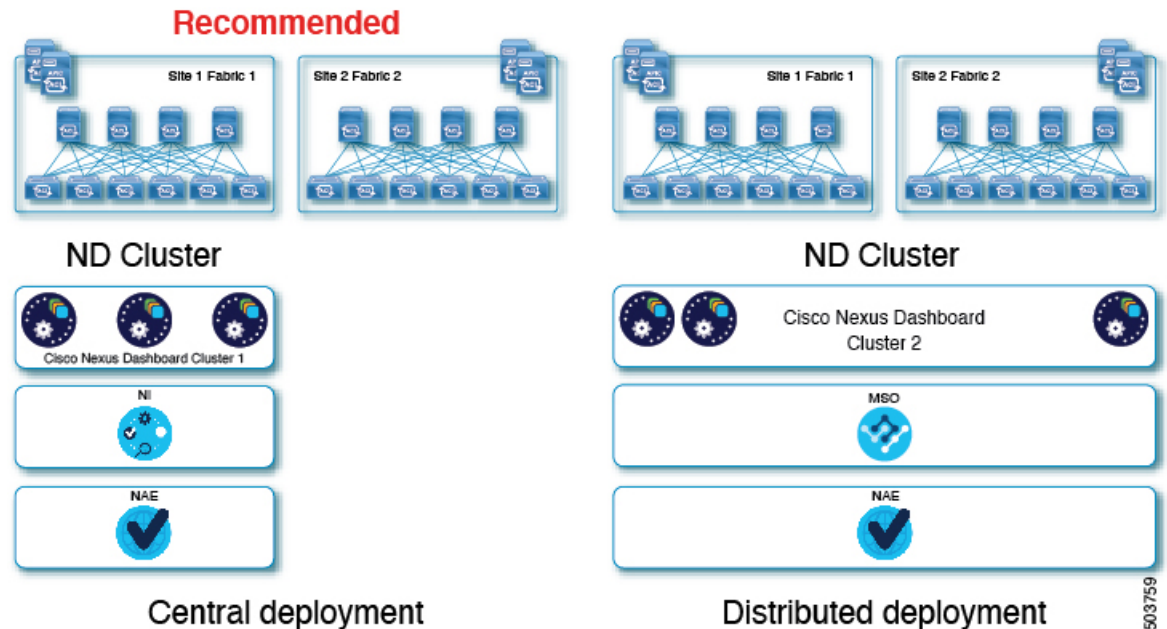 Recommended
Site 1 Fabric 1
Site 2 Fabric 2
ND Cluster
Cisco Nexus Dashboard Cluster 1
NI
NAE
Central deployment
Site 1 Fabric 1
Site 2 Fabric 2
ND Cluster
Cisco Nexus Dashboard
Cluster 2
MSO
NAE
Distributed deployment
503759